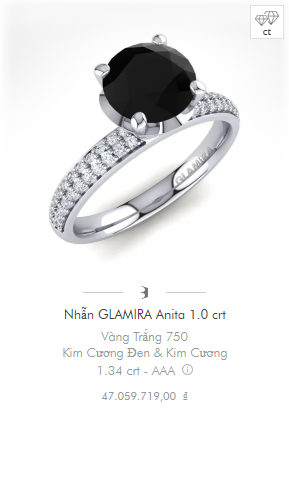 ct
GLAMIRA
Nhẫn GLAMIRA Anita 1.0 crt
Vàng Trắng 750
Kim Cương Đen & Kim Cương
1.34 crt - AAA
47.059.719,00 ₫